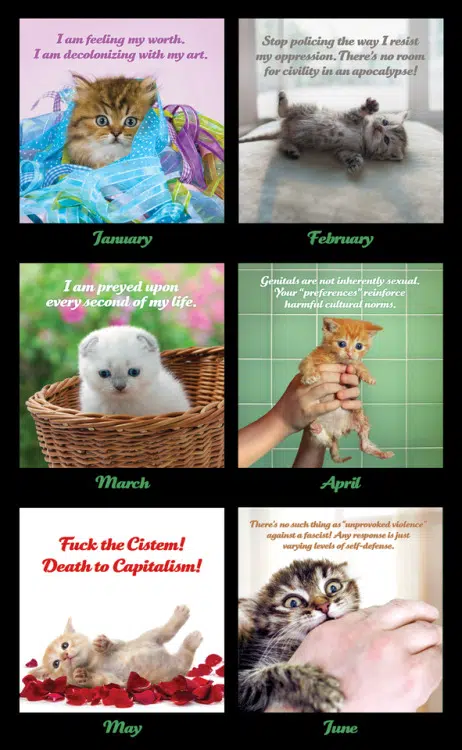 I am feeling my worth.
I am decolonizing with my art.
January
Stop policing the way I resist
my oppression. There's no room
for civility in an apocalypse!
February
I am preyed upon
every second of my life.
March
Genitals are not inherently sexual.
Your "preferences" reinforce
harmful cultural norms.
April
Fuck the Cistem!
Death to Capitalism!
May
There's no such thing as "unprovoked violence"
against a fascist! Any response is just
varying levels of self-defense.
June